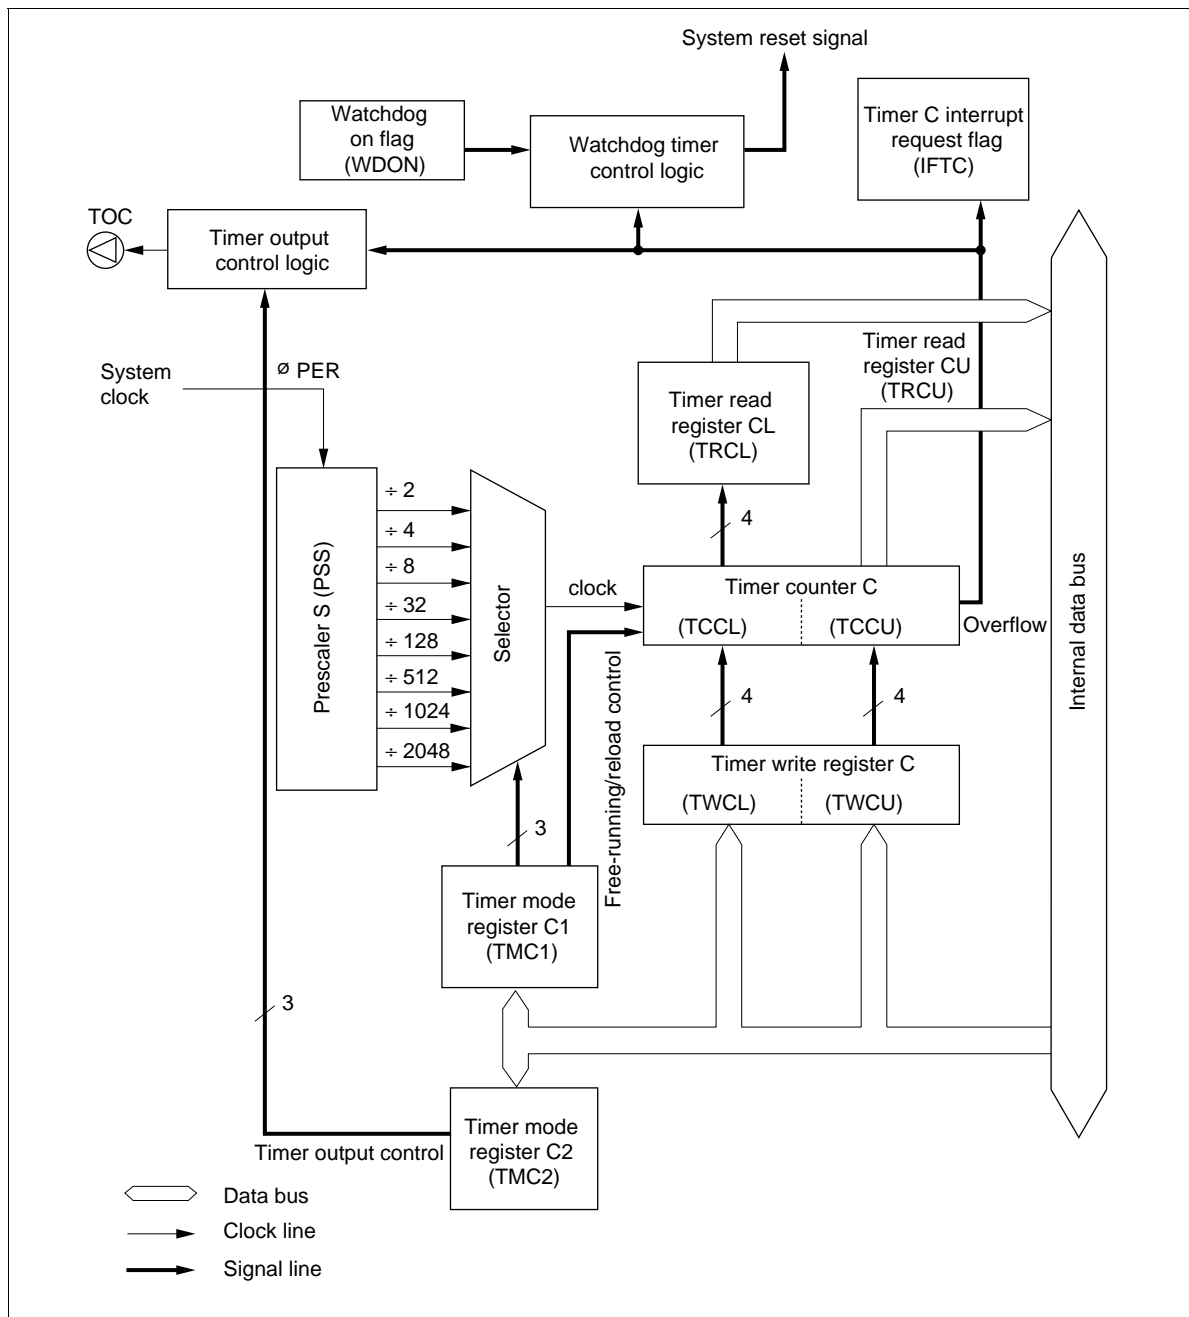 System reset signal
Watchdog
on flag
(WDON)
Watchdog timer
control logic
Timer C interrupt
request flag
(IFTC)
TOC
Timer output
control logic
System
clock
ø PER
Timer read
register CU
(TRCU)
Timer read
register CL
(TRCL)
Prescaler S (PSS)
÷ 2
÷ 4
÷ 8
÷ 32
÷ 128
÷ 512
÷ 1024
÷ 2048
Selector
4
clock
Timer counter C
(TCCL)
(TCCU)
Overflow
Internal data bus
Free-running/reload control
4
4
Timer write register C
(TWCL)
(TWCU)
3
Timer mode
register C1
(TMC1)
3
Timer mode
register C2
(TMC2)
Timer output control
Data bus
Clock line
Signal line